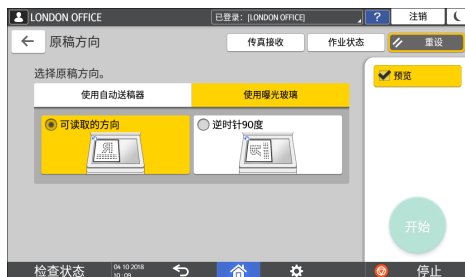 LONDON OFFICE
已登录: [LONDON OFFICE]
?
注销
原稿方向
传真接收
作业状态
重设
选择原稿方向。
预览
使用自动送稿器
使用曝光玻璃
可读取的方向
逆时针90度
开始
检查状态
04 10 2018
10: 09
停止